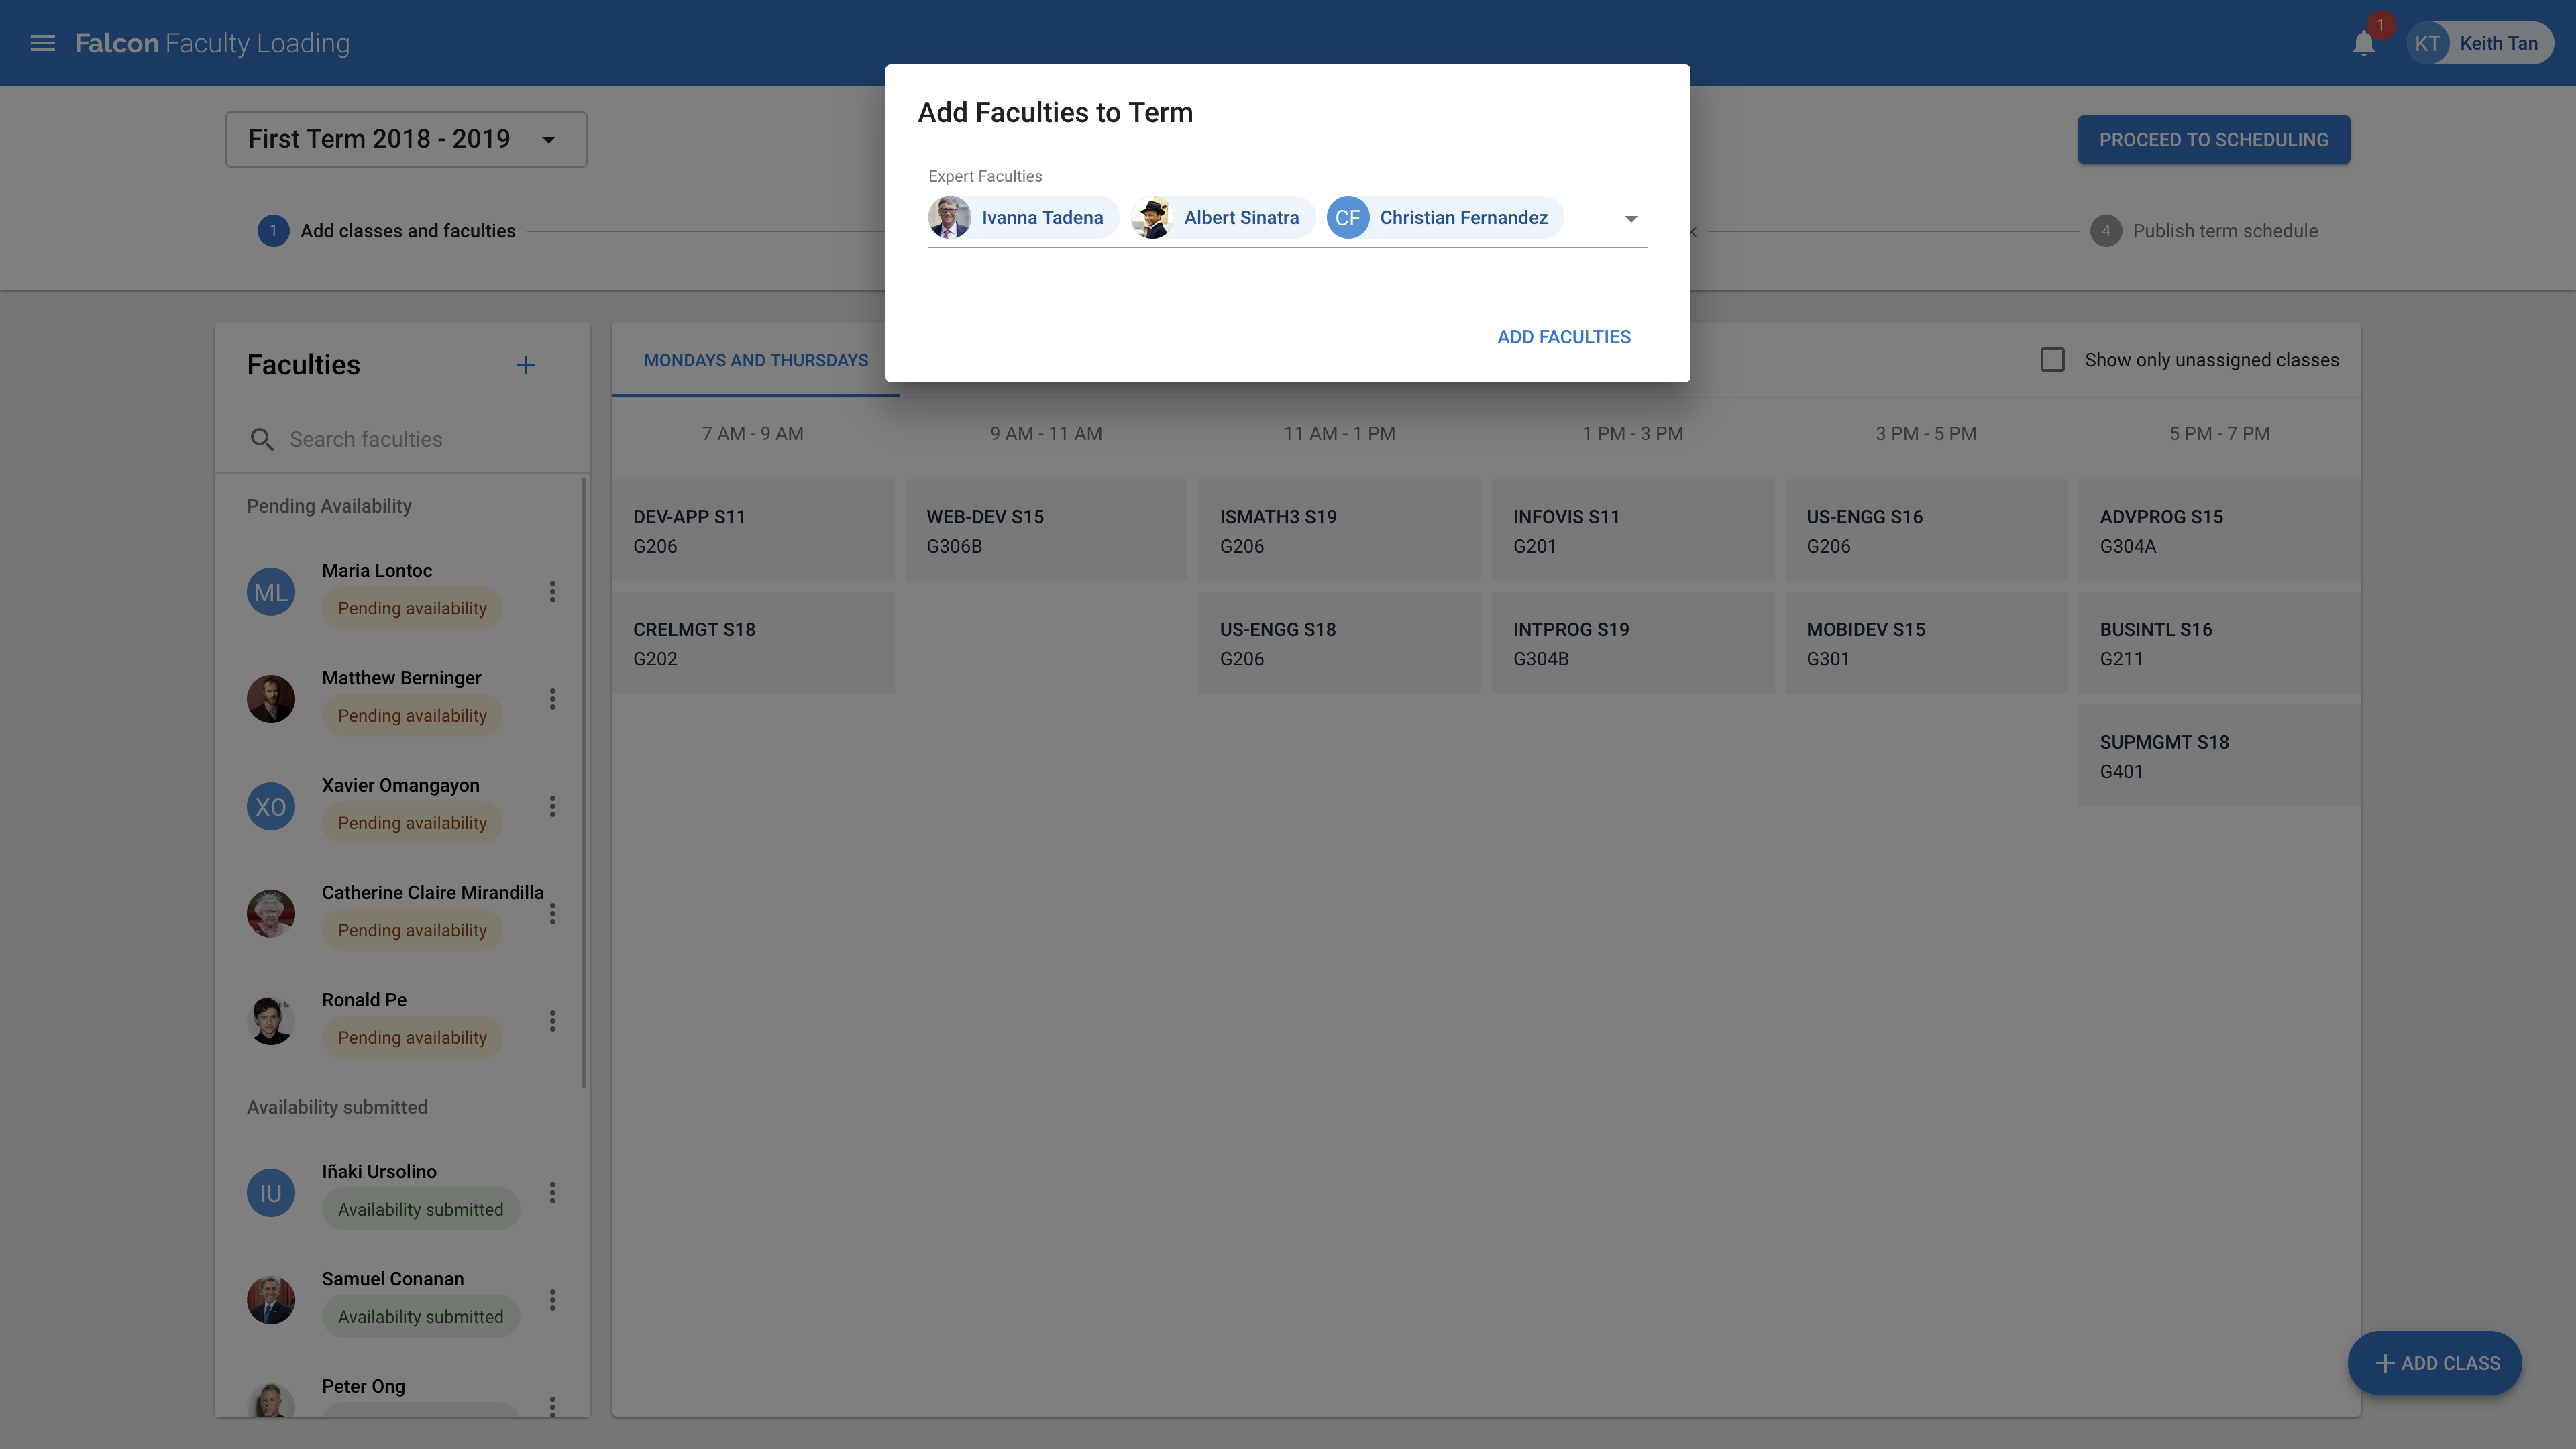 Falcon Faculty Loading
1
KT Keith Tan
First Term 2018 - 2019
PROCEED TO SCHEDULING
1 Add classes and faculties
4 Publish term schedule
Add Faculties to Term
Expert Faculties
Ivanna Tadena
Albert Sinatra
CF Christian Fernandez
ADD FACULTIES
Faculties
Search faculties
Pending Availability
ML
Maria Lontoc
Pending availability
Matthew Berninger
Pending availability
XO
Xavier Omangayon
Pending availability
Catherine Claire Mirandilla
Pending availability
Ronald Pe
Pending availability
Availability submitted
IU
Iñaki Ursolino
Availability submitted
Samuel Conanan
Availability submitted
Peter Ong
MONDAYS AND THURSDAYS
Show only unassigned classes
7 AM - 9 AM
9 AM - 11 AM
11 AM - 1 PM
1 PM - 3 PM
3 PM - 5 PM
5 PM - 7 PM
DEV-APP S11
G206
WEB-DEV S15
G306B
ISMATH3 S19
G206
INFOVIS S11
G201
US-ENGG S16
G206
ADVPROG S15
G304A
CRELMGT S18
G202
US-ENGG S18
G206
INTPROG S19
G304B
MOBIDEV S15
G301
BUSINTL S16
G211
SUPMGMT S18
G401
ADD CLASS